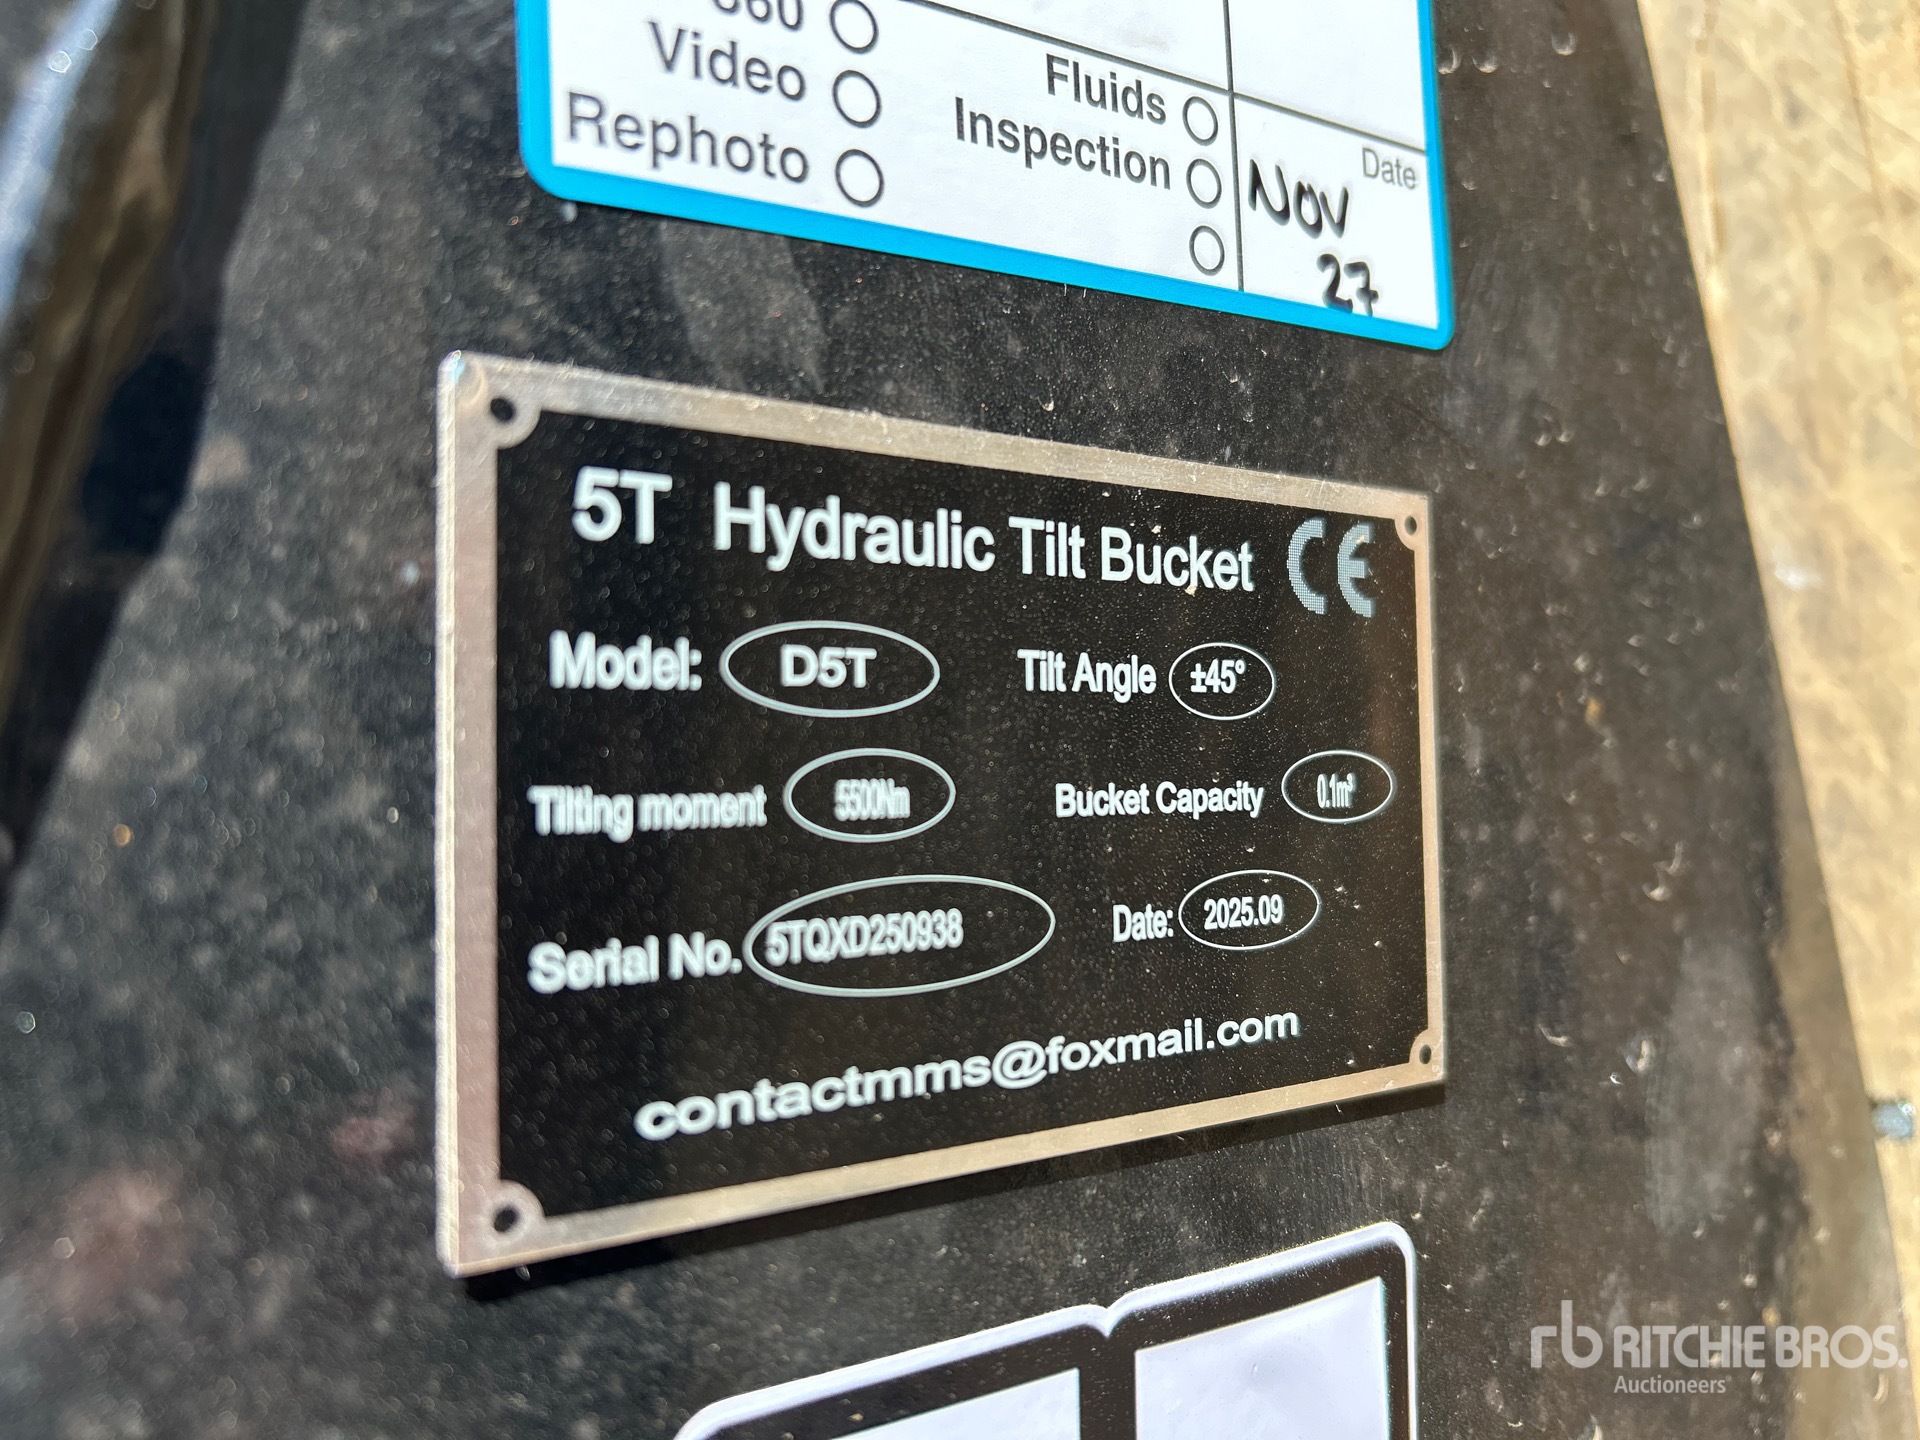 Video
Rephoto
Fluids
Inspection
Date
NOV
27
5T Hydraulic Tilt Bucket CE
Model: D5T Tilt Angle ±45°
Tilting moment 5500Nm Bucket Capacity 0.1m³
Serial No. 5TQXD250938 Date: 2025.09
contactmms@foxmail.com
rb RITCHIE BROS.
Auctioneers